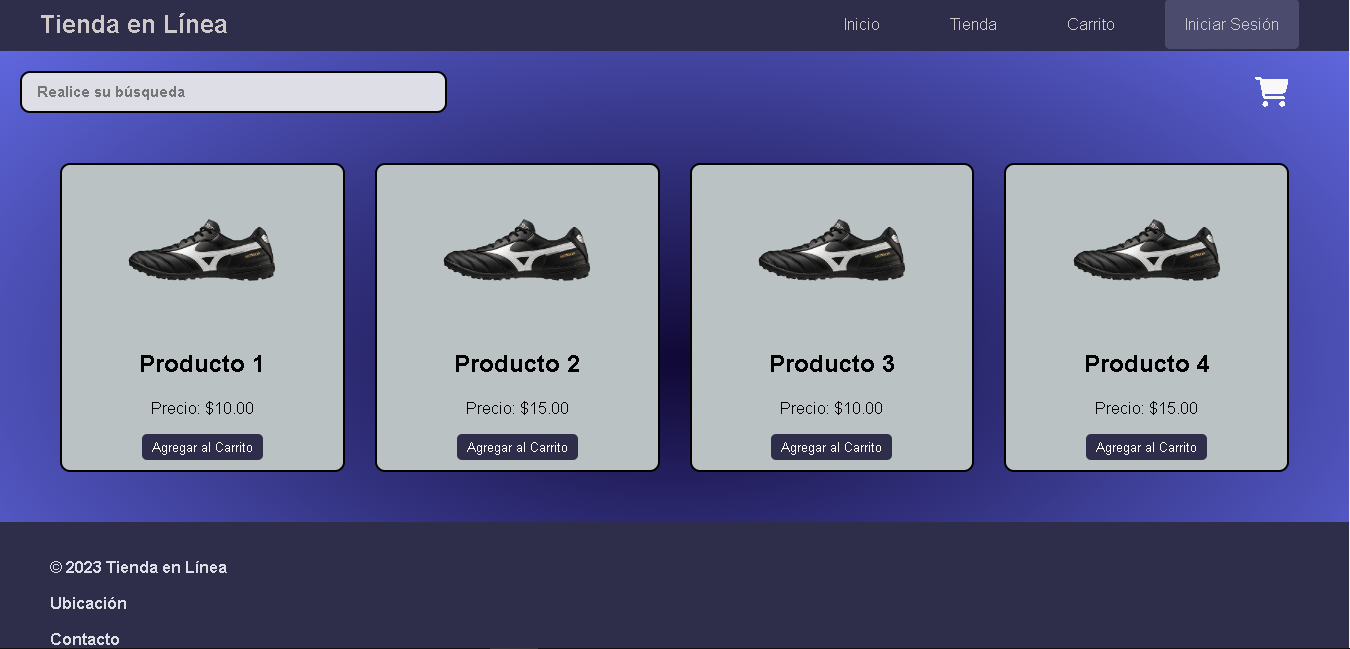 Tienda en Línea Inicio Tienda Carrito Iniciar Sesión
Realice su búsqueda
Producto 1 Producto 2 Producto 3 Producto 4
Precio: $10.00 Precio: $15.00 Precio: $10.00 Precio: $15.00
Agregar al Carrito Agregar al Carrito Agregar al Carrito Agregar al Carrito
© 2023 Tienda en Línea
Ubicación
Contacto